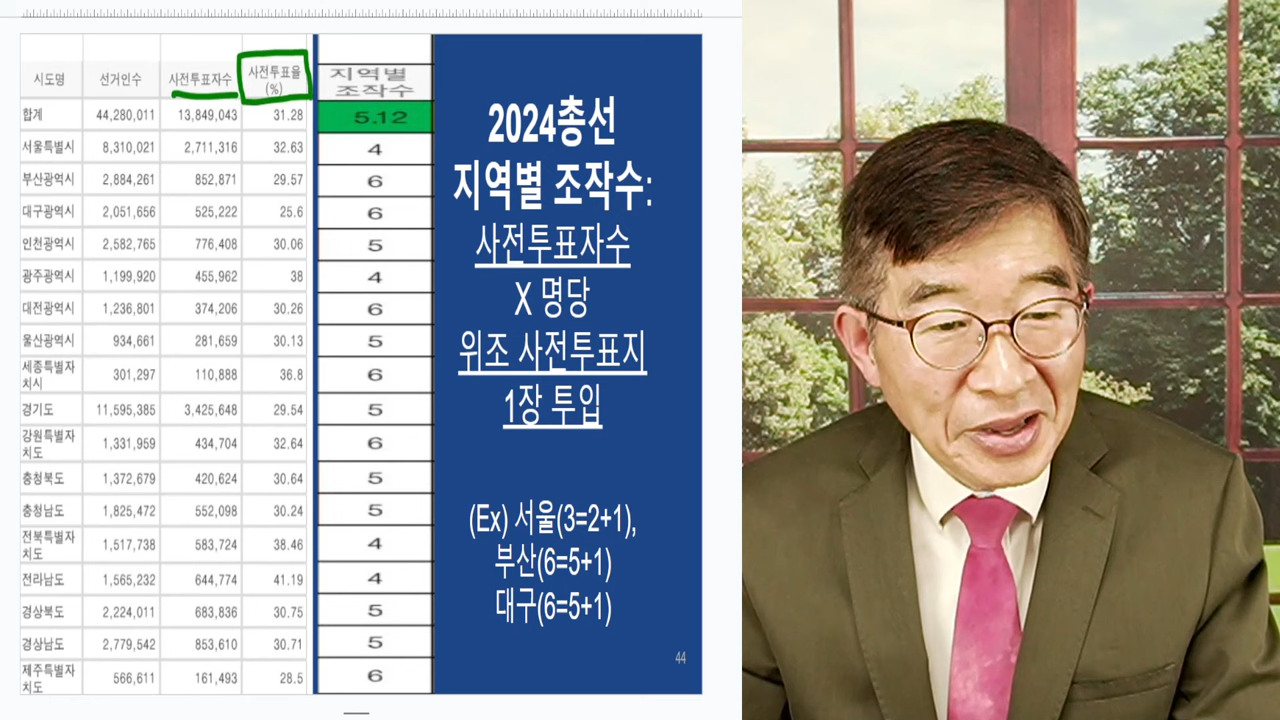 시도명 선거인수 사전투표자수 사전투표율 (%) 지역별 조작수
합계 44,280,011 13,849,043 31.28 5.12
서울특별시 8,310,021 2,711,316 32.63 4
부산광역시 2,884,261 852,871 29.57 6
대구광역시 2,051,656 525,222 25.6 6
인천광역시 2,582,765 776,408 30.06 5
광주광역시 1,199,920 455,962 38 4
대전광역시 1,236,801 374,206 30.26 6
울산광역시 934,661 281,659 30.13 5
세종특별자치시 301,297 110,888 36.8 6
경기도 11,595,385 3,425,648 29.54 5
강원특별자치도 1,331,959 434,704 32.64 6
충청북도 1,372,679 420,624 30.64 5
충청남도 1,825,472 552,098 30.24 5
전북특별자치도 1,517,738 583,724 38.46 4
전라남도 1,565,232 644,774 41.19 4
경상북도 2,224,011 683,836 30.75 5
경상남도 2,779,542 853,610 30.71 5
제주특별자치도 566,611 161,493 28.5 6
2024총선
지역별 조작수:
사전투표자수
X 명당
위조 사전투표지
1장 투입
(Ex) 서울(3=2+1),
부산(6=5+1)
대구(6=5+1)
44